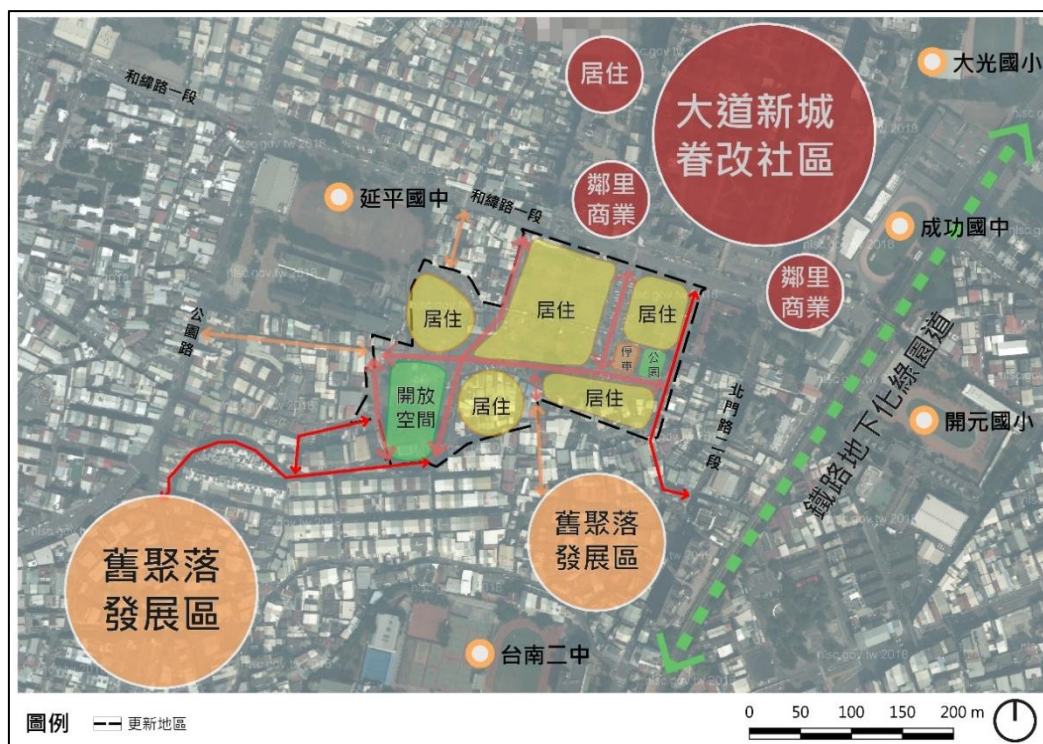 居住
大道新城
眷改社區
大光國小
和緯路一段
延平國中
鄰里
商業
和緯路一段
成功國中
鄰里
商業
公園路
居住
居住
居住
停車
公園
開放
空間
居住
居住
北門路二段
開元國小
鐵路地下化綠園道
舊聚落
發展區
舊聚落
發展區
台南二中
nlsc.gov.tw 2018
圖例
更新地區
0 50 100 150 200 m